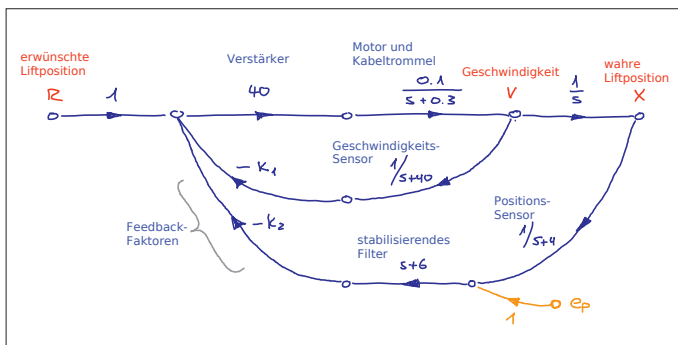 erwünschte
Liftposition
R
1
Verstärker
40
Motor und
Kabeltrommel
0.1
s+0.3
Geschwindigkeit
V
1
s
wahre
Liftposition
X
Geschwindigkeits-
Sensor
1/s+40
-K1
Feedback-
Faktoren
-K2
stabilisierendes
Filter
s+6
Positions-
Sensor
1/s+4
1
ep